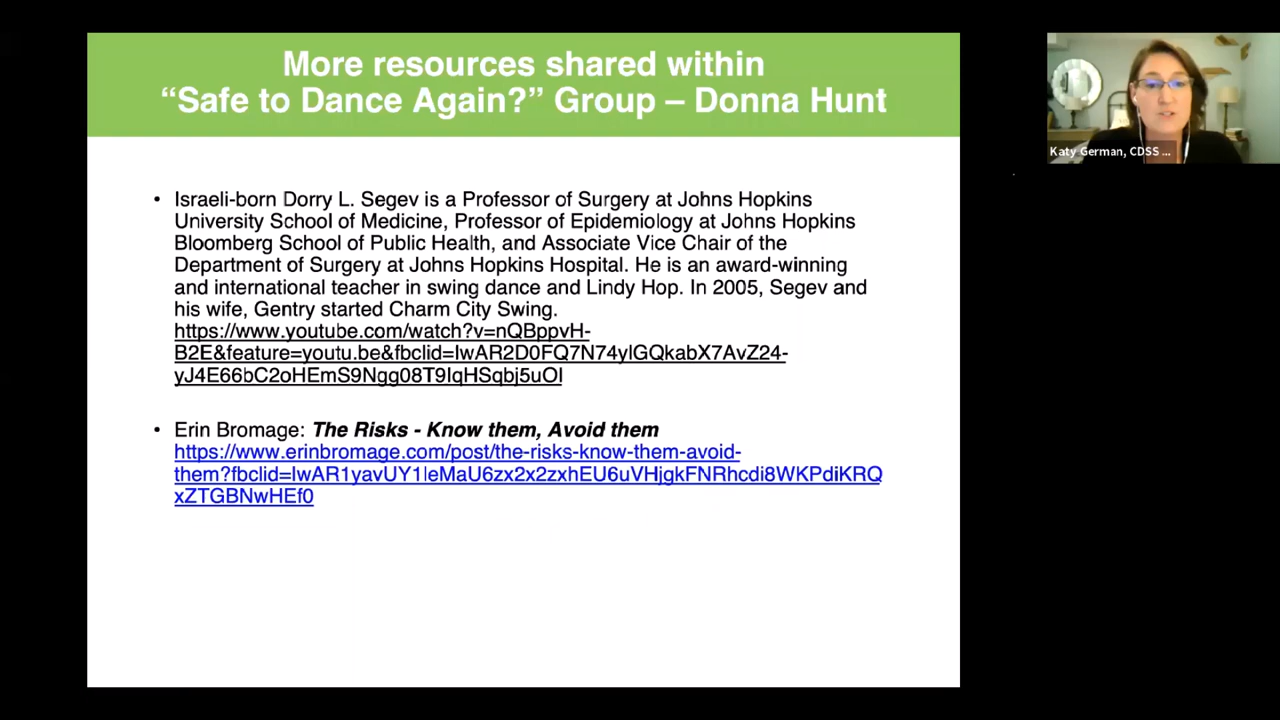 More resources shared within
“Safe to Dance Again?” Group – Donna Hunt
• Israeli-born Dorry L. Segev is a Professor of Surgery at Johns Hopkins
University School of Medicine, Professor of Epidemiology at Johns Hopkins
Bloomberg School of Public Health, and Associate Vice Chair of the
Department of Surgery at Johns Hopkins Hospital. He is an award-winning
and international teacher in swing dance and Lindy Hop. In 2005, Segev and
his wife, Gentry started Charm City Swing.
https://www.youtube.com/watch?v=nQBppvH-
B2E&feature=youtu.be&fbclid=IwAR2D0FQ7N74ylGQkabX7AvZ24-
yJ4E66bC2oHEmS9Ngg08T9IqHSqbj5uOI
• Erin Bromage: The Risks - Know them, Avoid them
https://www.erinbromage.com/post/the-risks-know-them-avoid-
them?fbclid=IwAR1yavUY1leMaU6zx2x2zxhEU6uVHjgkFNRhcdi8WKPdiKRQ
xZTGBNwHEf0
Katy German, CDSS ...